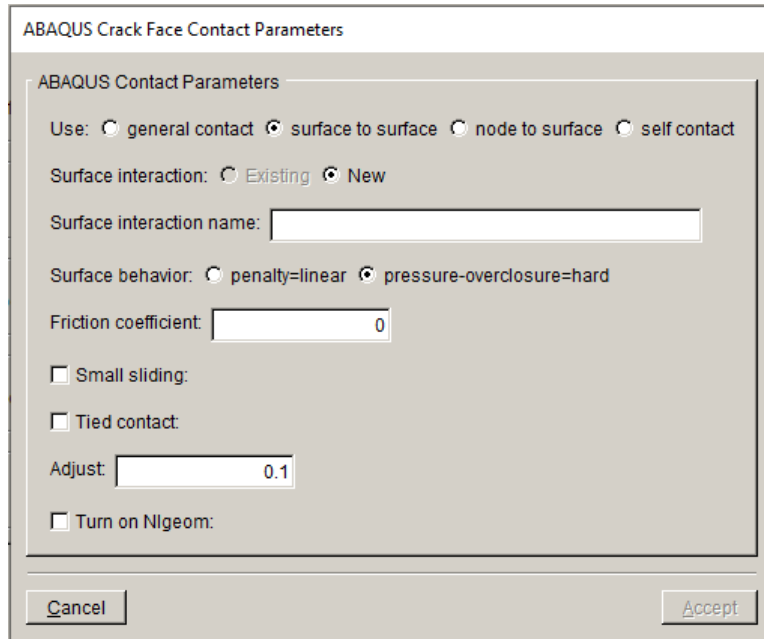 ABAQUS Crack Face Contact Parameters
ABAQUS Contact Parameters
Use: general contact surface to surface node to surface self contact
Surface interaction: Existing New
Surface interaction name:
Surface behavior: penalty=linear pressure-overclosure=hard
Friction coefficient: 0
Small sliding:
Tied contact:
Adjust: 0.1
Turn on Nlgeom:
Cancel Accept